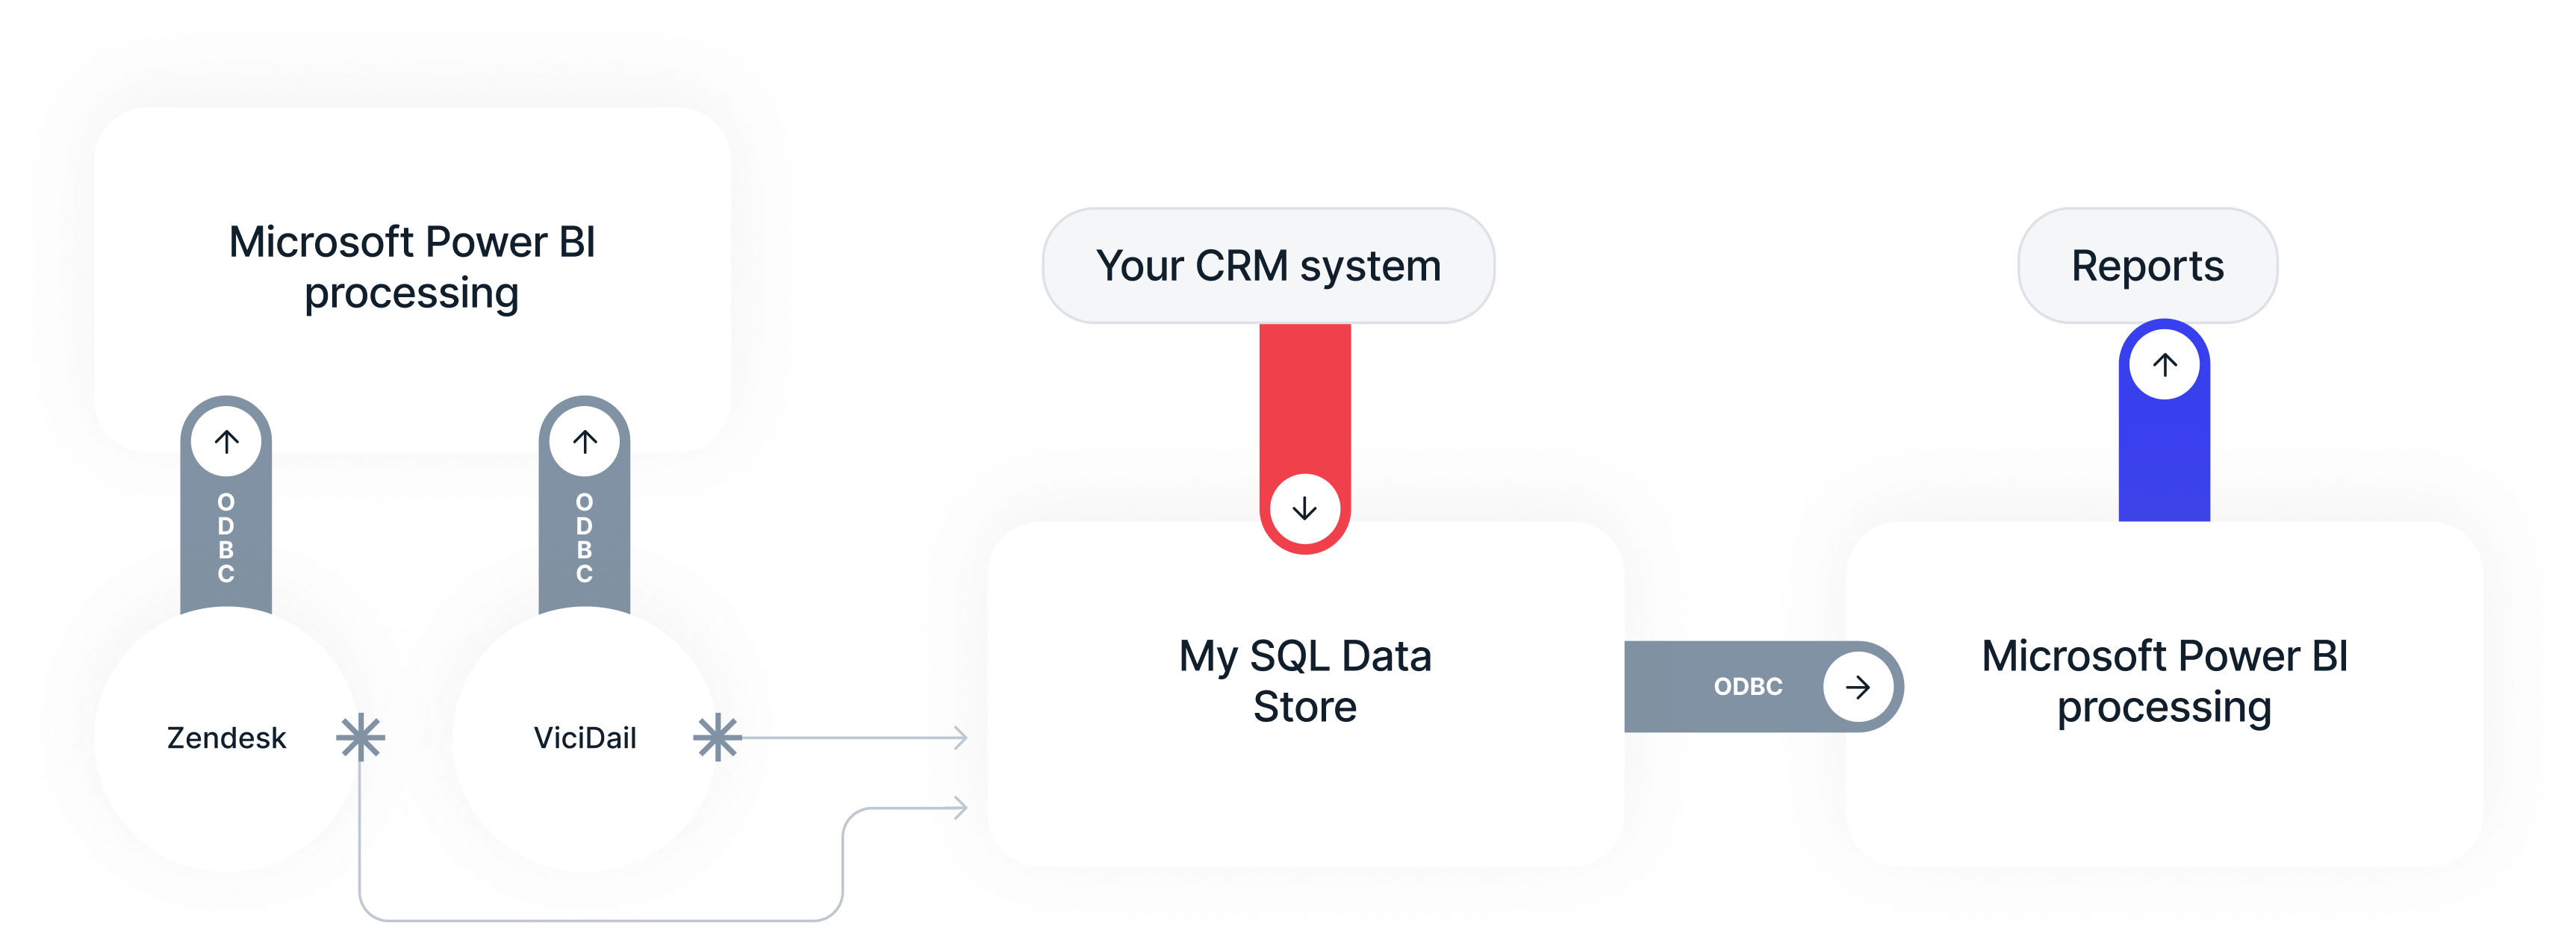 Microsoft Power BI
processing
ODBC
ODBC
Zendesk
ViciDail
Your CRM system
My SQL Data
Store
ODBC
Reports
Microsoft Power BI
processing